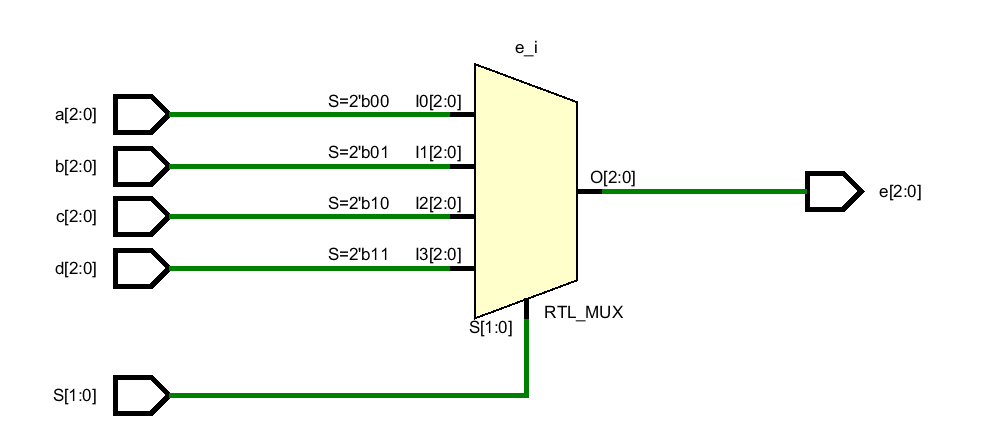 e_i
a[2:0] S=2'b00 I0[2:0]
b[2:0] S=2'b01 I1[2:0]
O[2:0] e[2:0]
c[2:0] S=2'b10 I2[2:0]
d[2:0] S=2'b11 I3[2:0]
S[1:0] RTL_MUX
S[1:0]